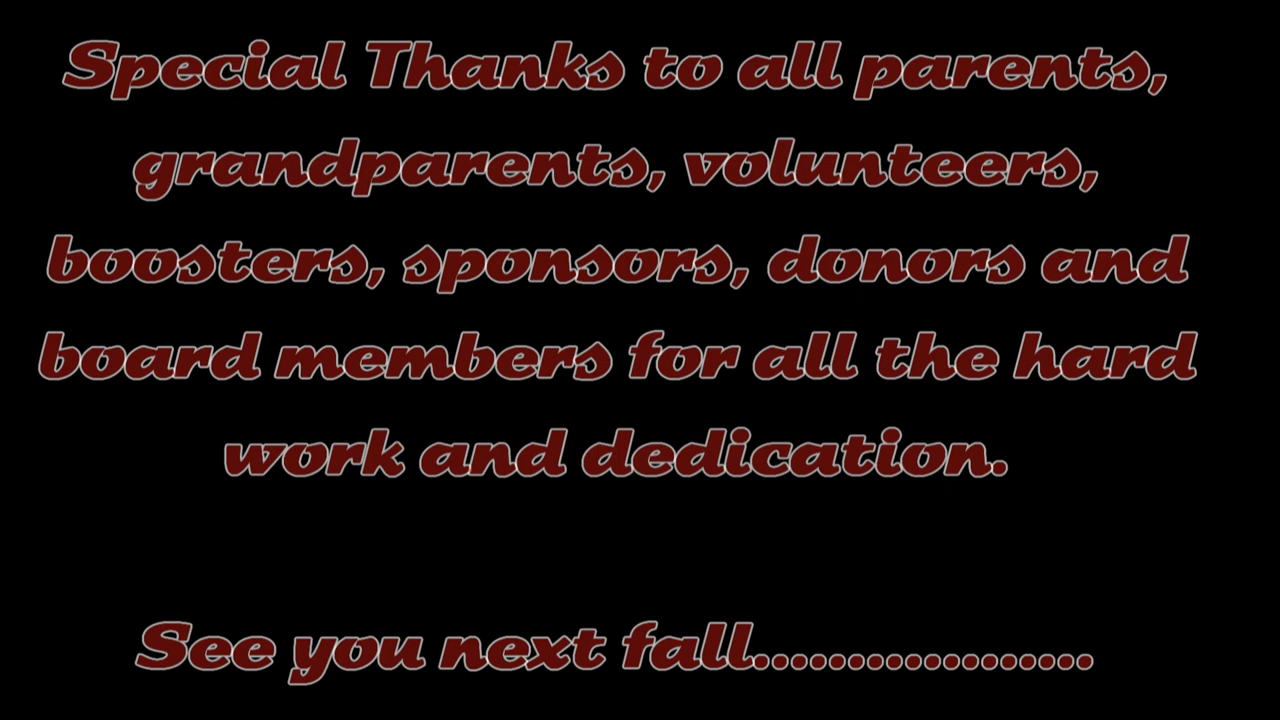 Special Thanks to all parents,
grandparents, volunteers,
boosters, sponsors, donors and
board members for all the hard
work and dedication.
See you next fall..................